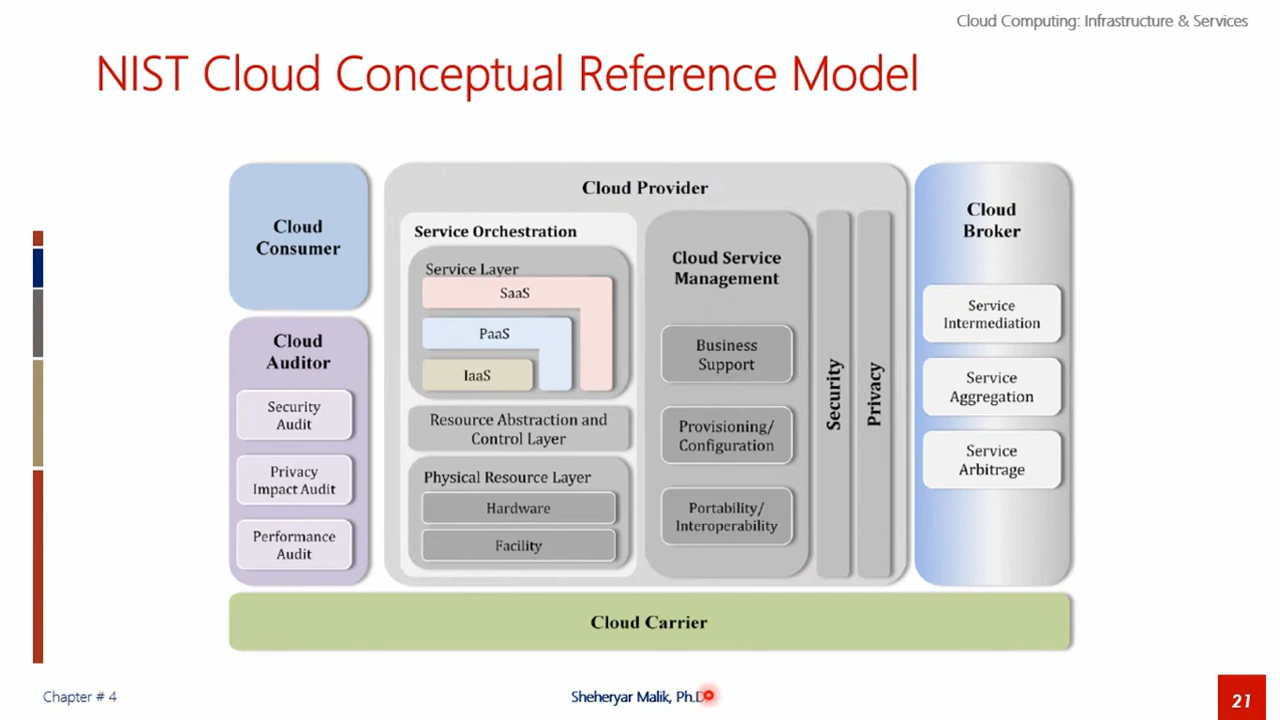 Cloud Computing: Infrastructure & Services
NIST Cloud Conceptual Reference Model
Cloud
Consumer
Cloud
Auditor
Security
Audit
Privacy
Impact Audit
Performance
Audit
Cloud Provider
Service Orchestration
Service Layer
SaaS
PaaS
IaaS
Resource Abstraction and
Control Layer
Physical Resource Layer
Hardware
Facility
Cloud Service
Management
Business
Support
Provisioning/
Configuration
Portability/
Interoperability
Security
Privacy
Cloud
Broker
Service
Intermediation
Service
Aggregation
Service
Arbitrage
Cloud Carrier
Chapter # 4
Sheheryar Malik, Ph.D
21